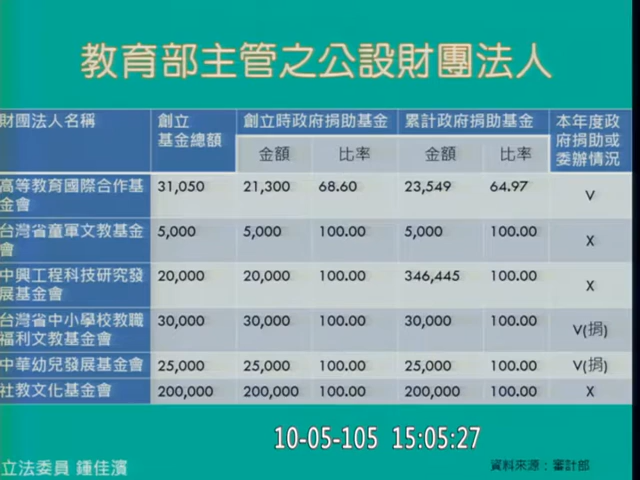 教育部主管之公設財團法人
財團法人名稱 創立基金總額 創立時政府捐助基金 累計政府捐助基金 本年度政府捐助或委辦情況
金額 比率 金額 比率
高等教育國際合作基金會 31,050 21,300 68.60 23,549 64.97 V
台灣省童軍文教基金會 5,000 5,000 100.00 5,000 100.00 X
中興工程科技研究發展基金會 20,000 20,000 100.00 346,445 100.00 X
台灣省中小學校教職福利文教基金會 30,000 30,000 100.00 30,000 100.00 V(捐)
中華幼兒發展基金會 25,000 25,000 100.00 25,000 100.00 V(捐)
社教文化基金會 200,000 200,000 100.00 200,000 100.00 X
10-05-105 15:05:27
立法委員 鍾佳濱
資料來源：審計部